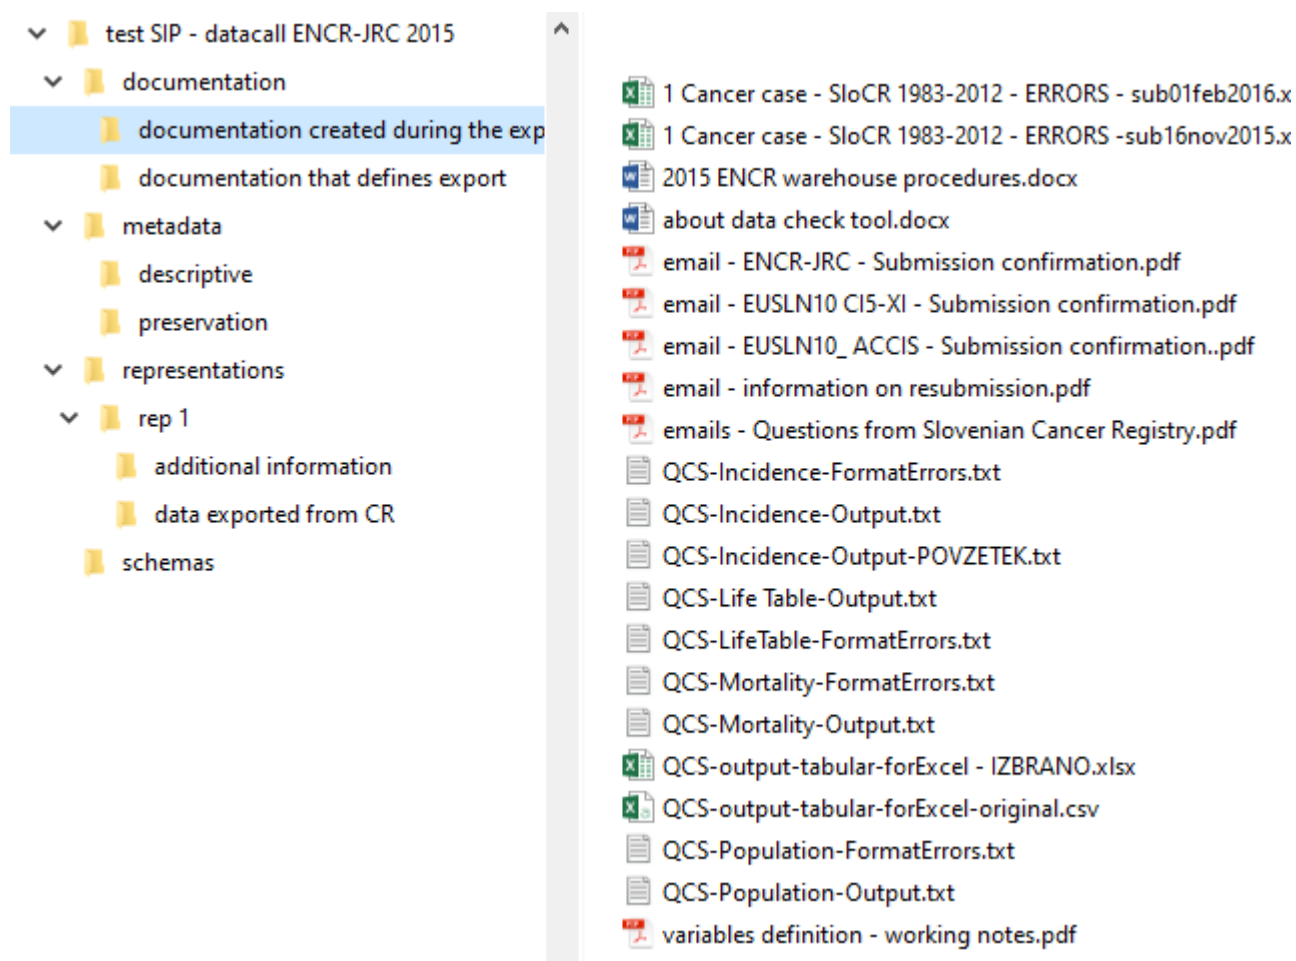 test SIP - datacall ENCR-JRC 2015
documentation
documentation created during the exp
documentation that defines export
metadata
descriptive
preservation
representations
rep 1
additional information
data exported from CR
schemas
1 Cancer case - SloCR 1983-2012 - ERRORS - sub01feb2016.x
1 Cancer case - SloCR 1983-2012 - ERRORS -sub16nov2015.x
2015 ENCR warehouse procedures.docx
about data check tool.docx
email - ENCR-JRC - Submission confirmation.pdf
email - EUSLN10 CI5-XI - Submission confirmation.pdf
email - EUSLN10_ ACCIS - Submission confirmation..pdf
email - information on resubmission.pdf
emails - Questions from Slovenian Cancer Registry.pdf
QCS-Incidence-FormatErrors.txt
QCS-Incidence-Output.txt
QCS-Incidence-Output-POVZETEK.txt
QCS-Life Table-Output.txt
QCS-LifeTable-FormatErrors.txt
QCS-Mortality-FormatErrors.txt
QCS-Mortality-Output.txt
QCS-output-tabular-forExcel - IZBRANO.xlsx
QCS-output-tabular-forExcel-original.csv
QCS-Population-FormatErrors.txt
QCS-Population-Output.txt
variables definition - working notes.pdf